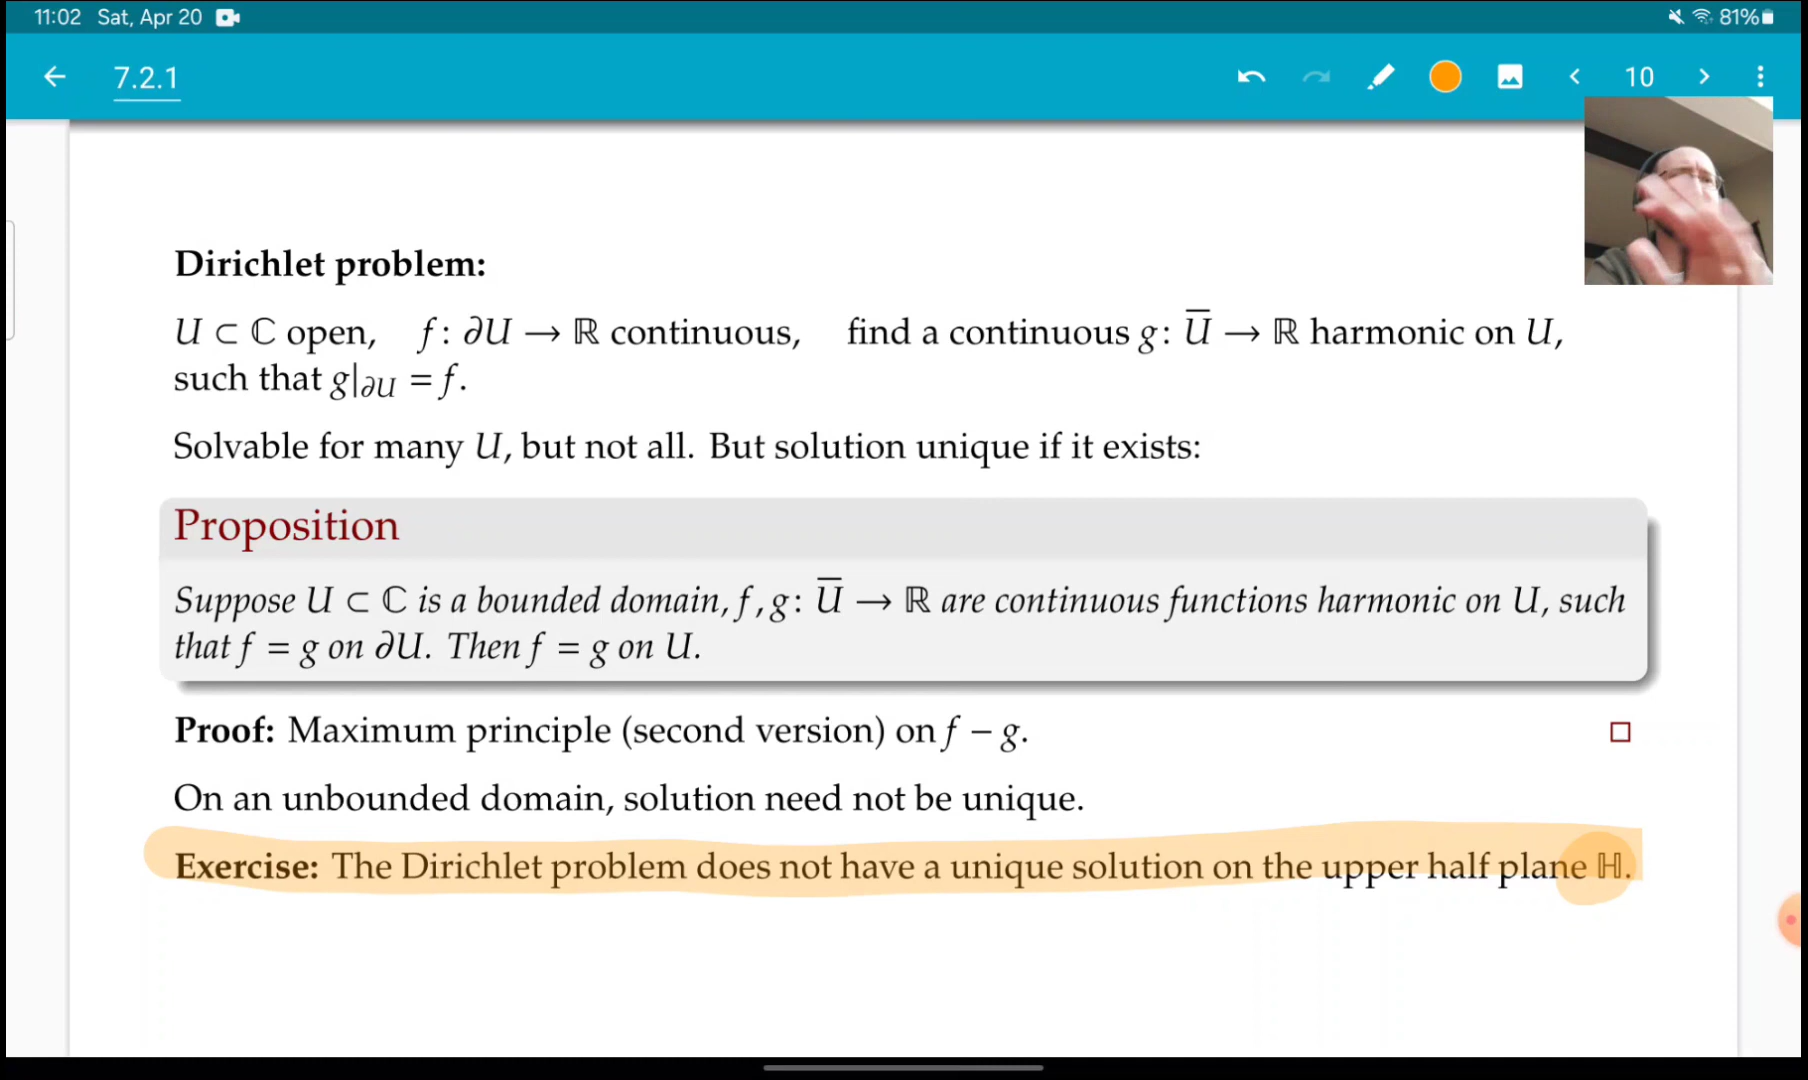 11:02 Sat, Apr 20 81%
7.2.1 10
Dirichlet problem:
U ⊂ ℂ open, f: ∂U → ℝ continuous, find a continuous g: U̅ → ℝ harmonic on U,
such that g|∂U = f.
Solvable for many U, but not all. But solution unique if it exists:
Proposition
Suppose U ⊂ ℂ is a bounded domain, f, g: U̅ → ℝ are continuous functions harmonic on U, such
that f = g on ∂U. Then f = g on U.
Proof: Maximum principle (second version) on f − g. □
On an unbounded domain, solution need not be unique.
Exercise: The Dirichlet problem does not have a unique solution on the upper half plane ℍ.